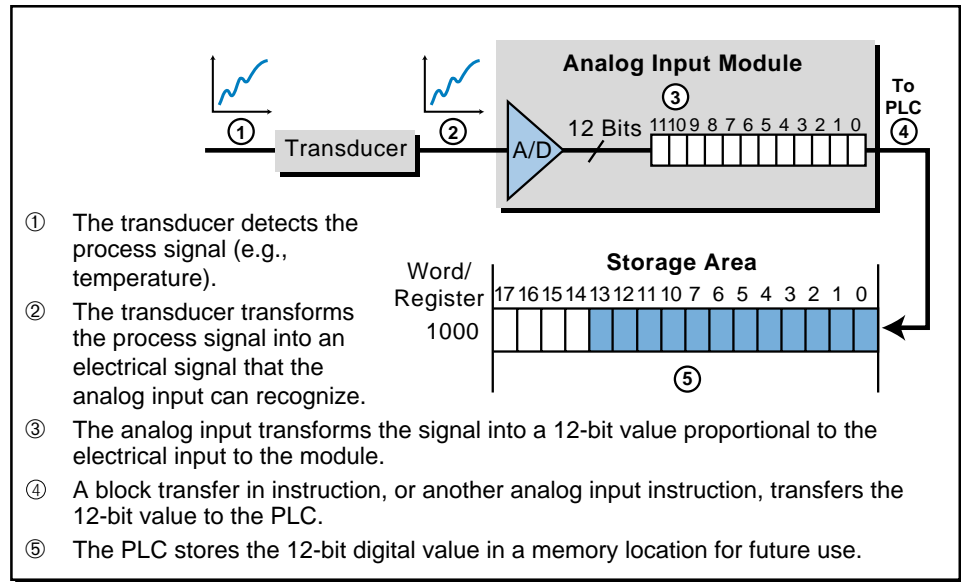 Analog Input Module
To
PLC
① ② ③ ④
Transducer
A/D
12 Bits
11 10 9 8 7 6 5 4 3 2 1 0
① The transducer detects the
process signal (e.g.,
temperature).
② The transducer transforms
the process signal into an
electrical signal that the
analog input can recognize.
Storage Area
Word/
Register
17 16 15 14 13 12 11 10 7 6 5 4 3 2 1 0
1000
⑤
③ The analog input transforms the signal into a 12-bit value proportional to the
electrical input to the module.
④ A block transfer in instruction, or another analog input instruction, transfers the
12-bit value to the PLC.
⑤ The PLC stores the 12-bit digital value in a memory location for future use.